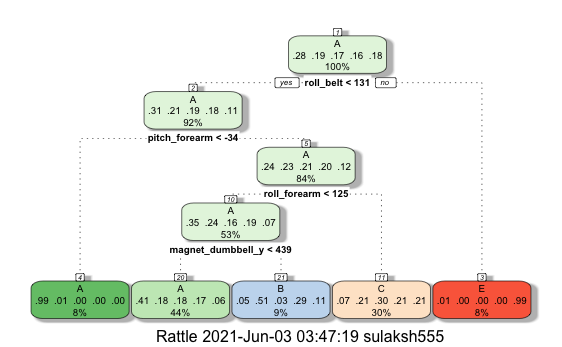 1
A
.28 .19 .17 .16 .18
100%
yes roll_belt < 131 no
2
A
.31 .21 .19 .18 .11
92%
pitch_forearm < -34
5
A
.24 .23 .21 .20 .12
84%
roll_forearm < 125
10
A
.35 .24 .16 .19 .07
53%
magnet_dumbbell_y < 439
4
A
.99 .01 .00 .00 .00
8%
20
A
.41 .18 .18 .17 .06
44%
21
B
.05 .51 .03 .29 .11
9%
11
C
.07 .21 .30 .21 .21
30%
3
E
.01 .00 .00 .00 .99
8%
Rattle 2021-Jun-03 03:47:19 sulaksh555